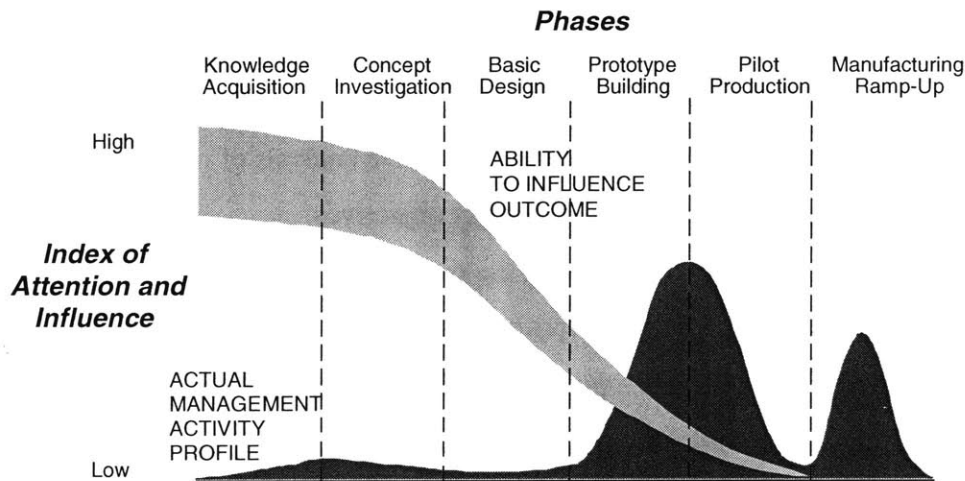 Phases
Knowledge Acquisition
Concept Investigation
Basic Design
Prototype Building
Pilot Production
Manufacturing Ramp-Up
High
ABILITY
TO INFLUENCE
OUTCOME
Index of
Attention and
Influence
ACTUAL
MANAGEMENT
ACTIVITY
PROFILE
Low